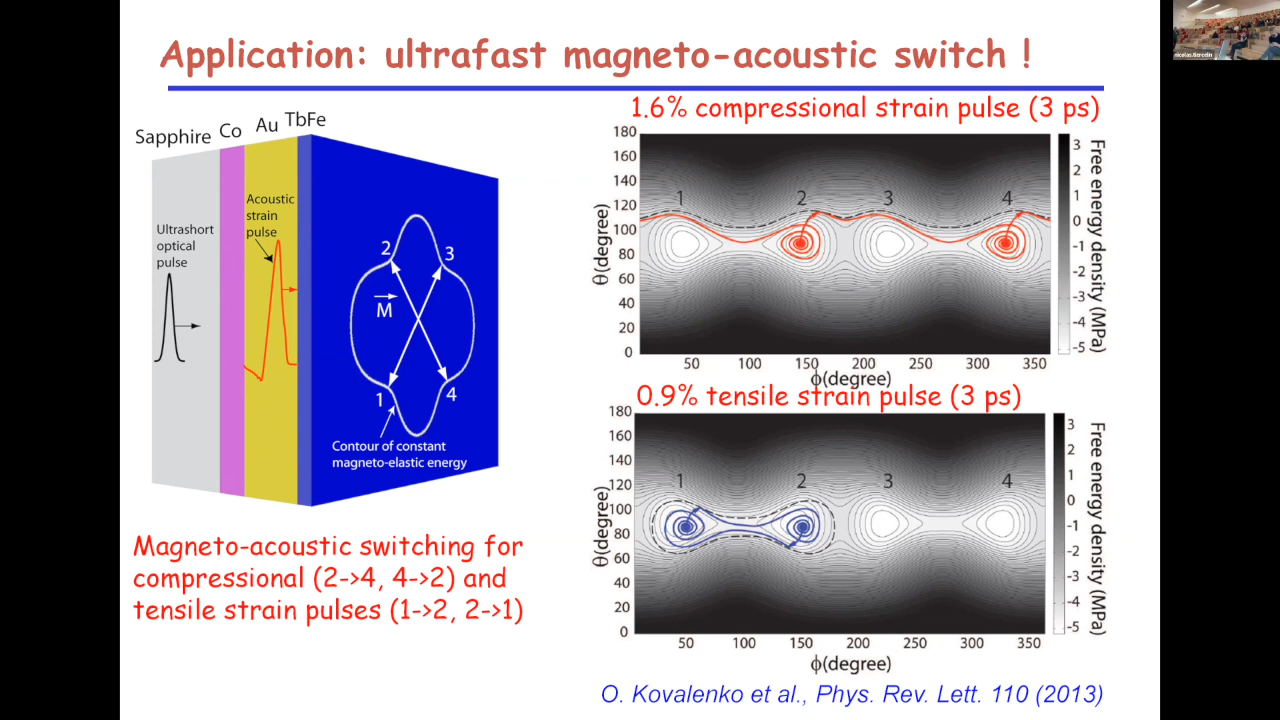 Application: ultrafast magneto-acoustic switch !
nicolas.tiercelin
Sapphire Co Au TbFe
Ultrashort
optical
pulse
Acoustic
strain
pulse
2
3
M
1
4
Contour of constant
magneto-elastic energy
Magneto-acoustic switching for
compressional (2->4, 4->2) and
tensile strain pulses (1->2, 2->1)
1.6% compressional strain pulse (3 ps)
180
160
140
120
100
80
60
40
20
0
θ(degree)
1 2 3 4
50 100 150 200 250 300 350
ϕ(degree)
3
2
1
0
-1
-2
-3
-4
-5
Free energy density (MPa)
0.9% tensile strain pulse (3 ps)
180
160
140
120
100
80
60
40
20
0
θ(degree)
1 2 3 4
50 100 150 200 250 300 350
ϕ(degree)
3
2
1
0
-1
-2
-3
-4
-5
Free energy density (MPa)
O. Kovalenko et al., Phys. Rev. Lett. 110 (2013)